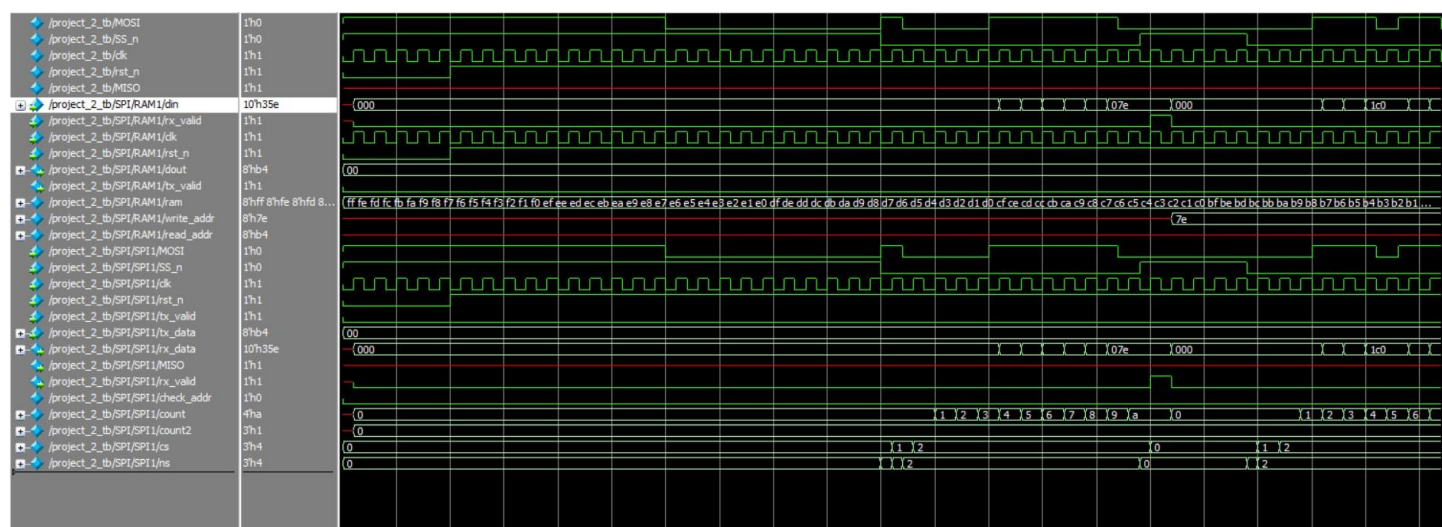 /project_2_tb/MOSI 1'h0
/project_2_tb/SS_n 1'h0
/project_2_tb/clk 1'h1
/project_2_tb/rst_n 1'h1
/project_2_tb/MISO 1'h1
/project_2_tb/SPI/RAM1/din 10'h35e 000 07e 000 1c0
/project_2_tb/SPI/RAM1/rx_valid 1'h1
/project_2_tb/SPI/RAM1/clk 1'h1
/project_2_tb/SPI/RAM1/rst_n 1'h1
/project_2_tb/SPI/RAM1/dout 8'hb4 00
/project_2_tb/SPI/RAM1/tx_valid 1'h1
/project_2_tb/SPI/RAM1/ram 8'hff 8'hfe 8'hfd 8... ff fe fd fc fb fa f9 f8 f7 f6 f5 f4 f3 f2 f1 f0 ef ee ed ec eb ea e9 e8 e7 e6 e5 e4 e3 e2 e1 e0 df de dd dc db da d9 d8 d7 d6 d5 d4 d3 d2 d1 d0 cf ce cd cc cb ca c9 c8 c7 c6 c5 c4 c3 c2 c1 c0 bf be bd bc bb ba b9 b8 b7 b6 b5 b4 b3 b2 b1 ...
/project_2_tb/SPI/RAM1/write_addr 8'h7e 7e
/project_2_tb/SPI/RAM1/read_addr 8'hb4
/project_2_tb/SPI/SPI1/MOSI 1'h0
/project_2_tb/SPI/SPI1/SS_n 1'h0
/project_2_tb/SPI/SPI1/clk 1'h1
/project_2_tb/SPI/SPI1/rst_n 1'h1
/project_2_tb/SPI/SPI1/tx_valid 1'h1
/project_2_tb/SPI/SPI1/tx_data 8'hb4 00
/project_2_tb/SPI/SPI1/rx_data 10'h35e 000 07e 000 1c0
/project_2_tb/SPI/SPI1/MISO 1'h1
/project_2_tb/SPI/SPI1/rx_valid 1'h1
/project_2_tb/SPI/SPI1/check_addr 1'h0
/project_2_tb/SPI/SPI1/count 4'ha 0 1 2 3 4 5 6 7 8 9 a 0 1 2 3 4 5 6
/project_2_tb/SPI/SPI1/count2 3'h1 0
/project_2_tb/SPI/SPI1/cs 3'h4 0 1 2 0 1 2
/project_2_tb/SPI/SPI1/ns 3'h4 0 2 0 2